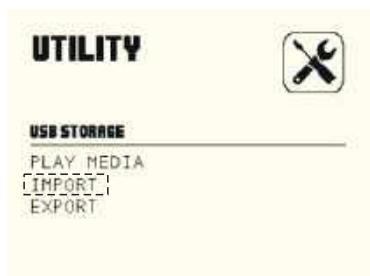 UTILITY
USB STORAGE
PLAY MEDIA
IMPORT
EXPORT